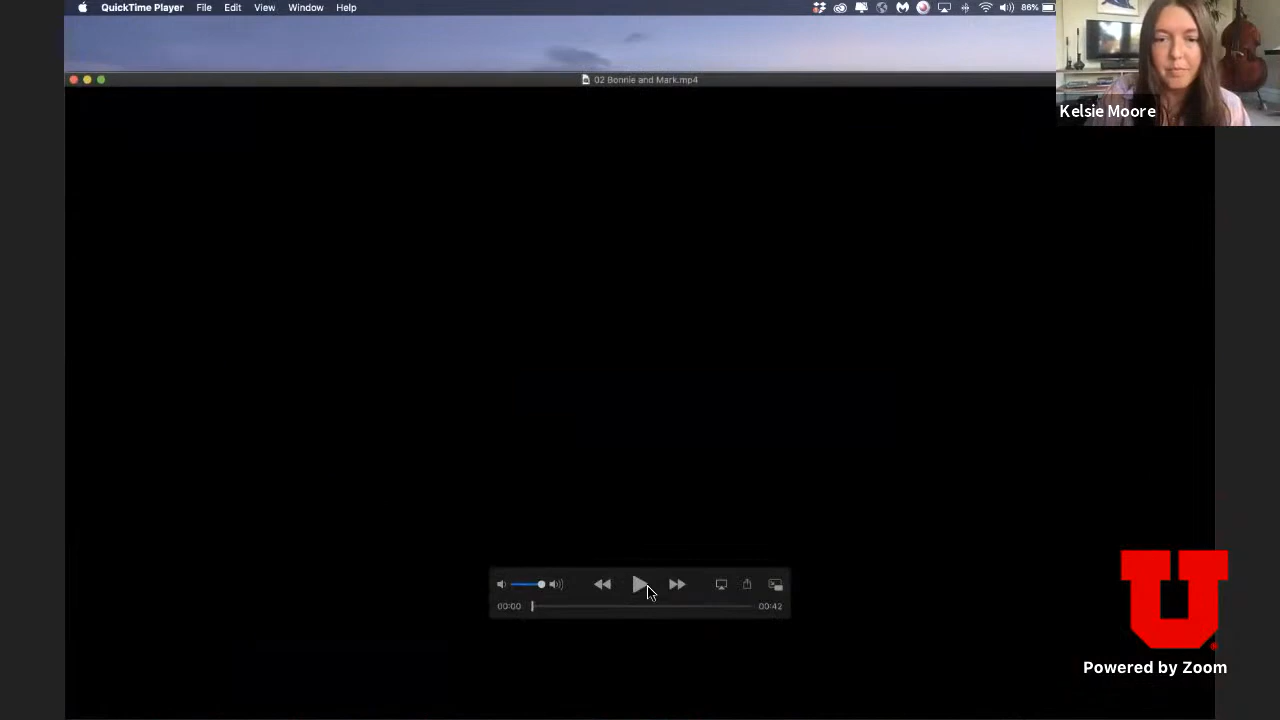 QuickTime Player File Edit View Window Help 86%
02 Bonnie and Mark.mp4
Kelsie Moore
00:00 00:42
U
Powered by Zoom